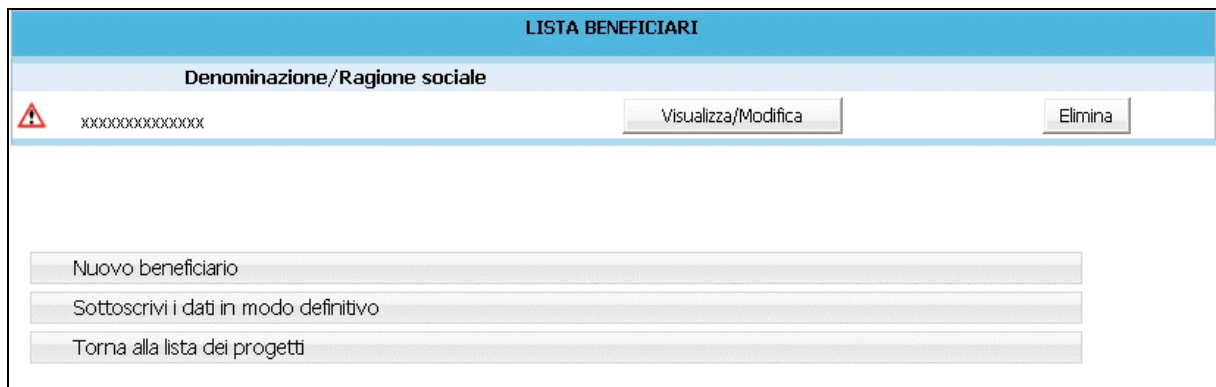 LISTA BENEFICIARI
Denominazione/Ragione sociale
xxxxxxxxxxxxxx Visualizza/Modifica Elimina
Nuovo beneficiario
Sottoscrivi i dati in modo definitivo
Torna alla lista dei progetti